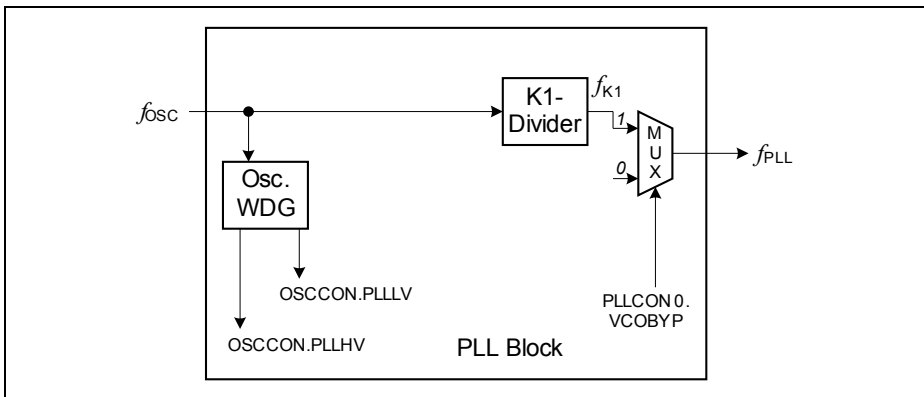 fOSC
K1-
Divider
fK1
1
0
M
U
X
fPLL
Osc.
WDG
OSCCON.PLLLV
OSCCON.PLLHV
PLLCON0.
VCOBYP
PLL Block